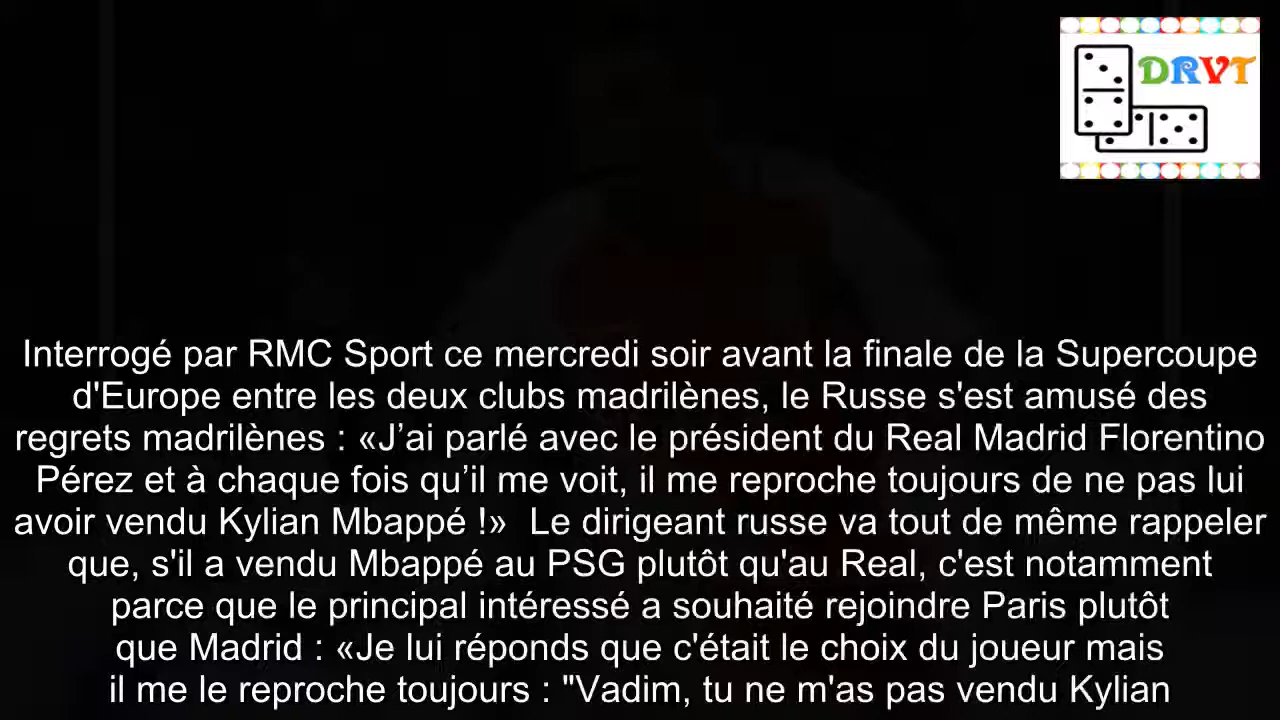 DRVT
Interrogé par RMC Sport ce mercredi soir avant la finale de la Supercoupe
d'Europe entre les deux clubs madrilènes, le Russe s'est amusé des
regrets madrilènes : «J’ai parlé avec le président du Real Madrid Florentino
Pérez et à chaque fois qu’il me voit, il me reproche toujours de ne pas lui
avoir vendu Kylian Mbappé !»  Le dirigeant russe va tout de même rappeler
que, s'il a vendu Mbappé au PSG plutôt qu'au Real, c'est notamment
parce que le principal intéressé a souhaité rejoindre Paris plutôt
que Madrid : «Je lui réponds que c'était le choix du joueur mais
il me le reproche toujours : "Vadim, tu ne m'as pas vendu Kylian